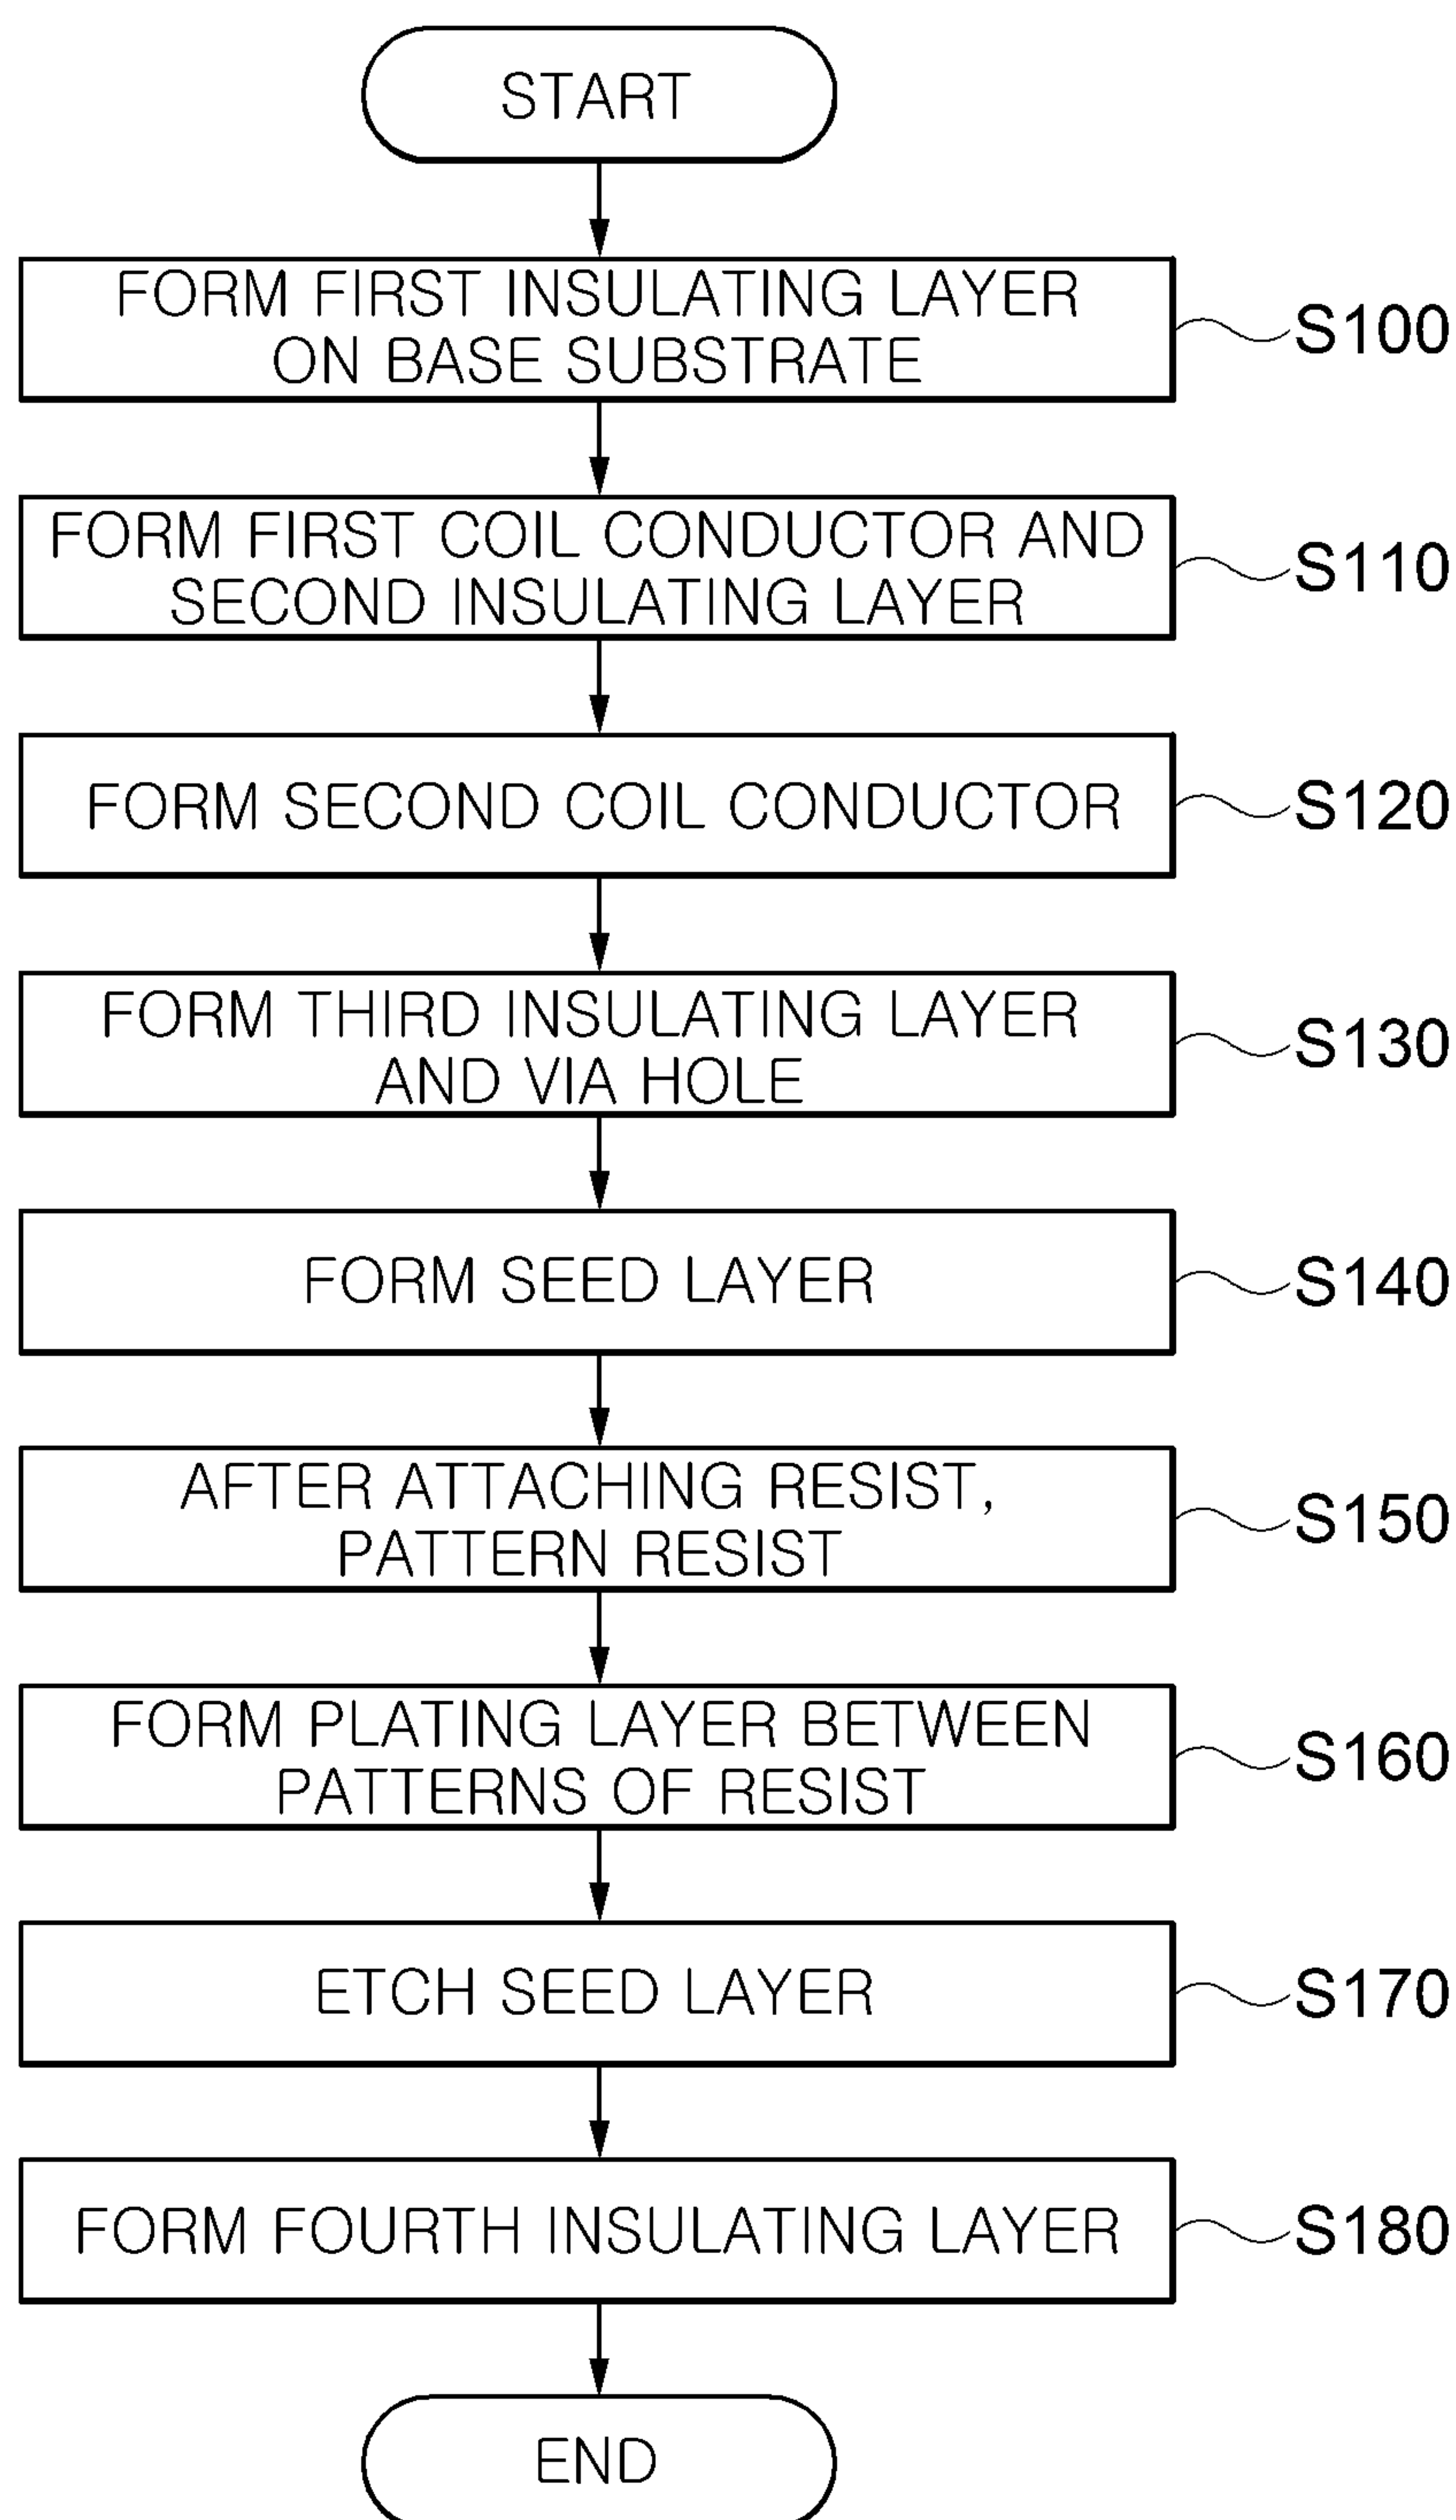 START
FORM FIRST INSULATING LAYER
ON BASE SUBSTRATE
S100
FORM FIRST COIL CONDUCTOR AND
SECOND INSULATING LAYER
S110
FORM SECOND COIL CONDUCTOR
S120
FORM THIRD INSULATING LAYER
AND VIA HOLE
S130
FORM SEED LAYER
S140
AFTER ATTACHING RESIST,
PATTERN RESIST
S150
FORM PLATING LAYER BETWEEN
PATTERNS OF RESIST
S160
ETCH SEED LAYER
S170
FORM FOURTH INSULATING LAYER
S180
END